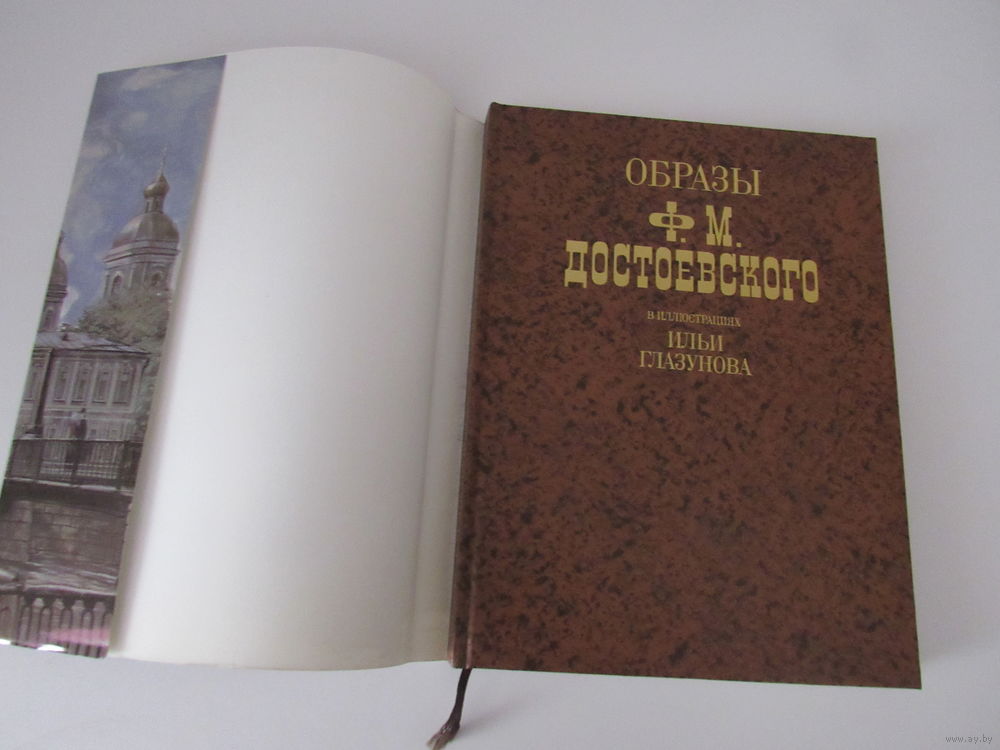 ОБРАЗЫ
Ф. М.
ДОСТОЕВСКОГО
В ИЛЛЮСТРАЦИЯХ
ИЛЬИ
ГЛАЗУНОВА
www.ay.by